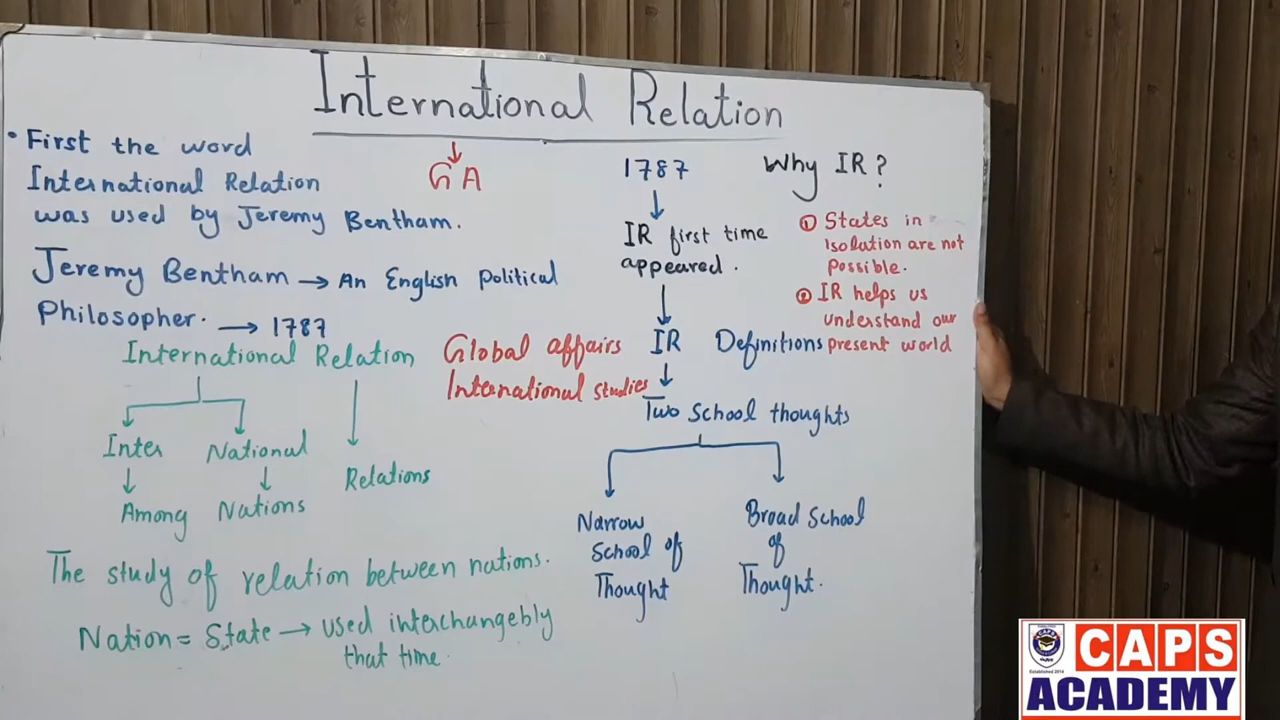 International Relation
• First the word
International Relation
was used by Jeremy Bentham.
Jeremy Bentham → An English Political
Philosopher. → 1787
GA
International Relation
Inter National
Relations
Among Nations
The study of relation between nations.
Nation = State → used interchangebly
that time.
Global affairs
International studies
1787
IR first time
appeared.
IR Definitions
Two School thoughts
Narrow
School of
Thought
Broad School
of
Thought.
Why IR?
① States in
Isolation are not
Possible.
② IR helps us
understand our
present world
CAPS
ACADEMY
CAPS
Established 2014